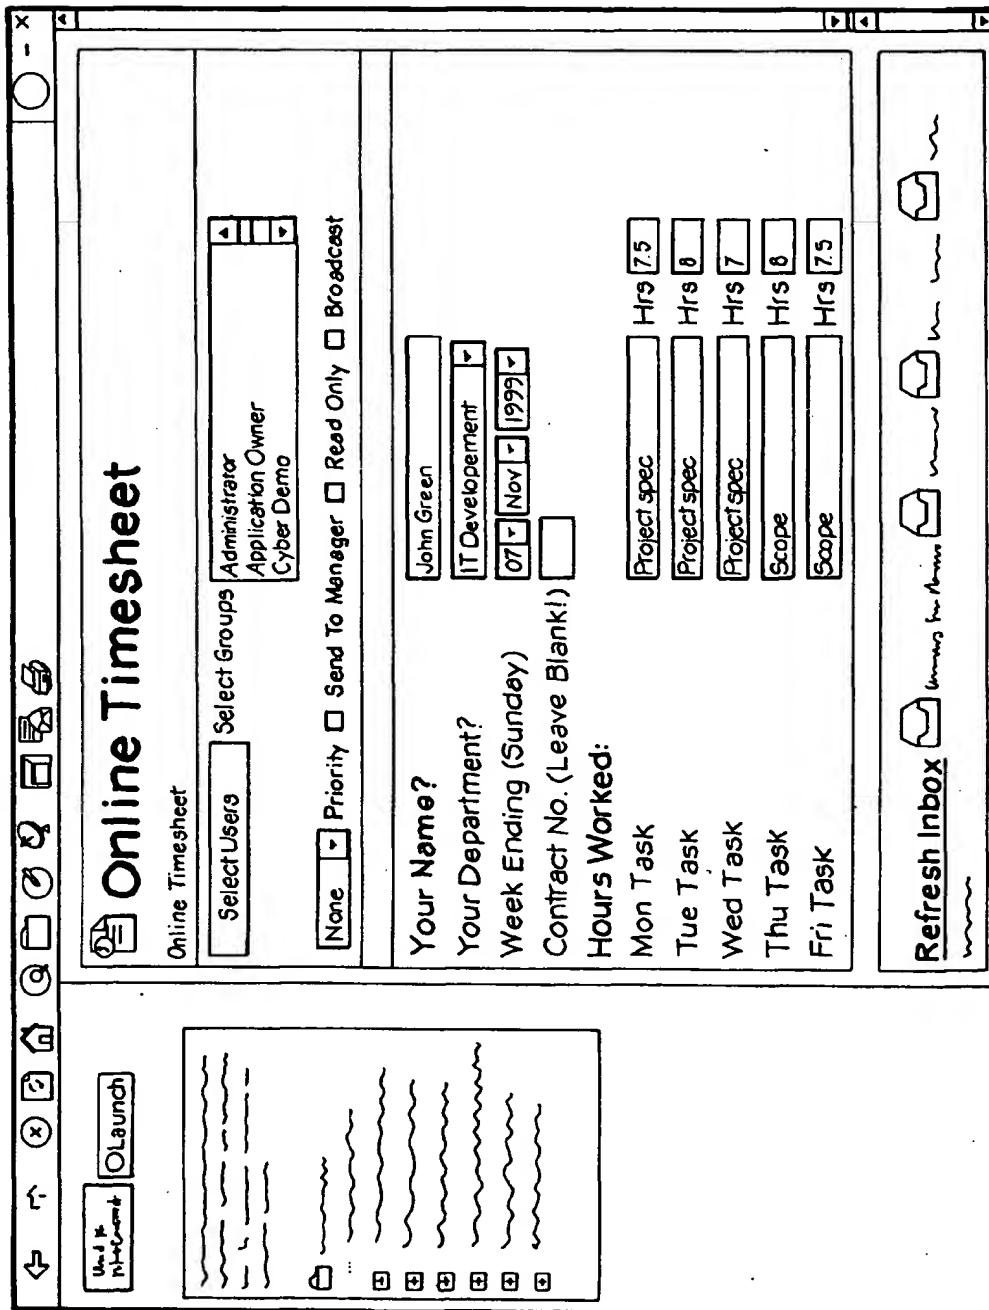 Launch
Online Timesheet
Online Timesheet
Select Users Select Groups Administrator
Application Owner
Cyber Demo
None Priority Send To Manager Read Only Broadcast
Your Name? John Green
Your Department? IT Developement
Week Ending (Sunday) 07 Nov 1999
Contract No. (Leave Blank!)
Hours Worked:
Mon Task Project spec Hrs 7.5
Tue Task Project spec Hrs 8
Wed Task Project spec Hrs 7
Thu Task Scope Hrs 8
Fri Task Scope Hrs 7.5
Refresh Inbox